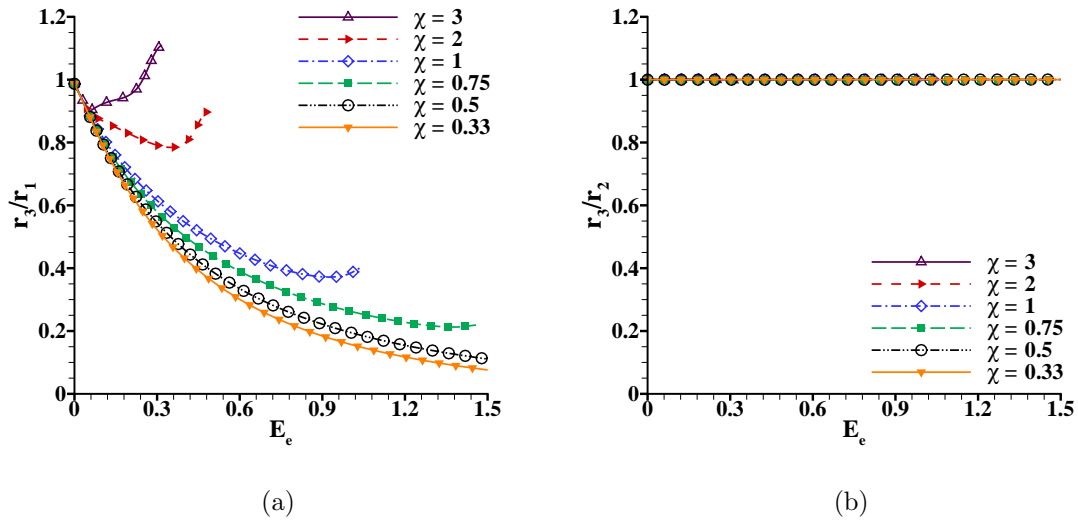 r₃/r₁
1.2
1
0.8
0.6
0.4
0.2
0
0
0.3
0.6
0.9
1.2
1.5
Eₑ
χ = 3
χ = 2
χ = 1
χ = 0.75
χ = 0.5
χ = 0.33
(a)
r₃/r₂
1.2
1
0.8
0.6
0.4
0.2
0
0
0.3
0.6
0.9
1.2
1.5
Eₑ
χ = 3
χ = 2
χ = 1
χ = 0.75
χ = 0.5
χ = 0.33
(b)